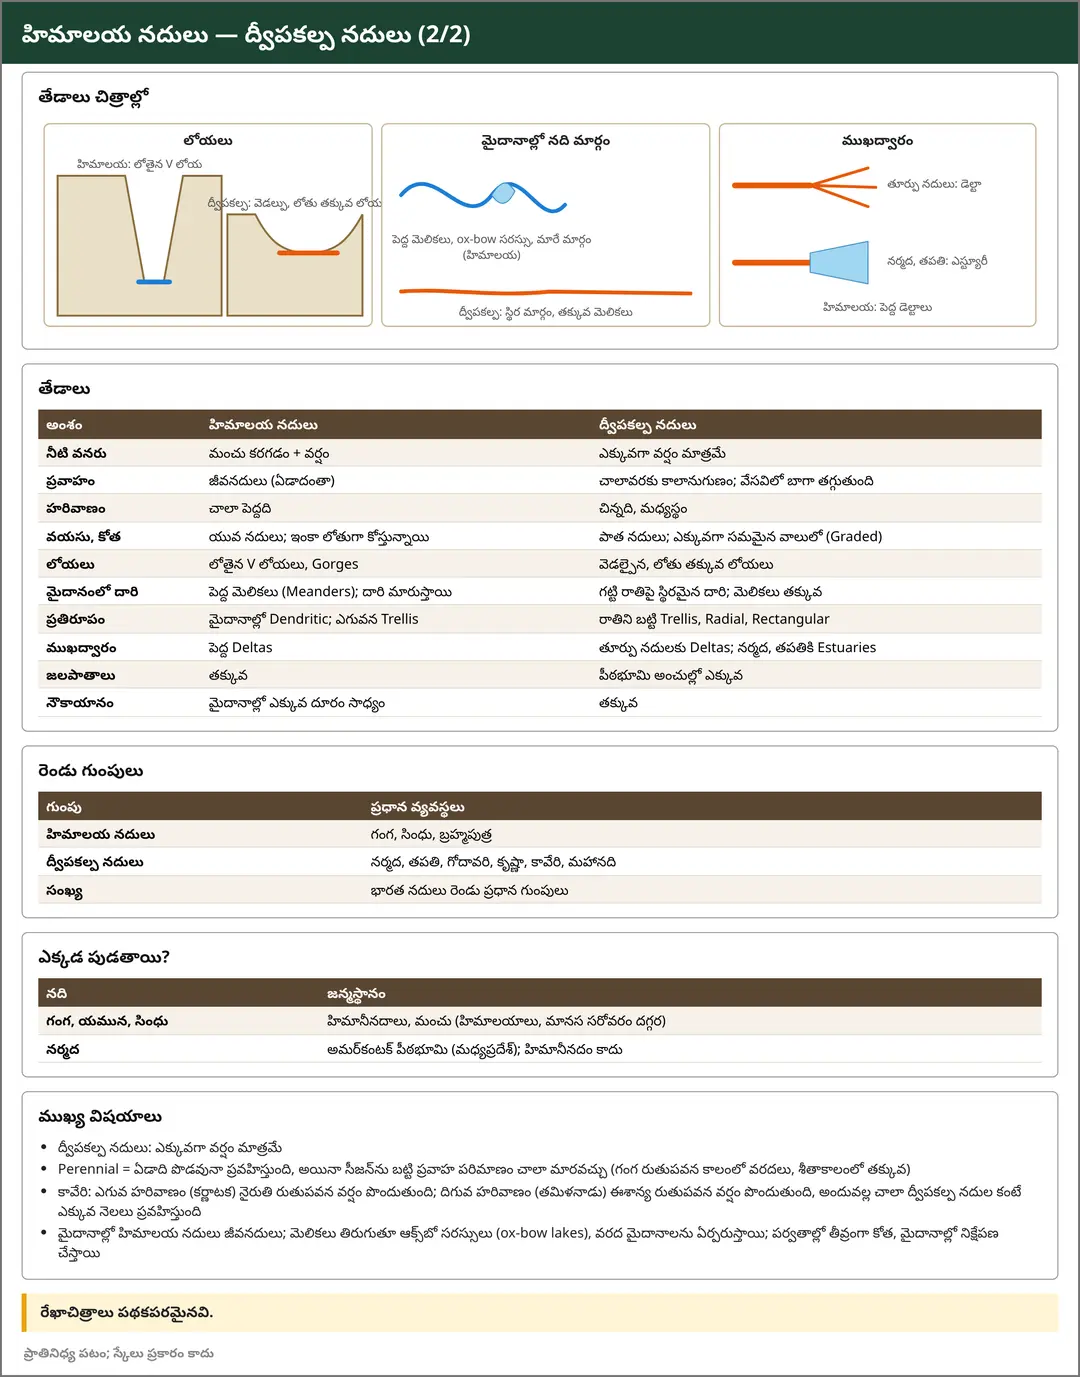 హిమాలయ నదులు — ద్వీపకల్ప నదులు (2/2)
తేడాలు చిత్రాల్లో
లోయలు
హిమాలయ: లోతైన V లోయ
ద్వీపకల్ప: వెడల్పు, లోతు తక్కువ లోయ
మైదానాల్లో నది మార్గం
పెద్ద మెలికలు, ox-bow సరస్సు, మారే మార్గం
(హిమాలయ)
ద్వీపకల్ప: స్థిర మార్గం, తక్కువ మెలికలు
ముఖద్వారం
తూర్పు నదులు: డెల్టా
నర్మద, తపతి: ఎస్ట్యూరీ
హిమాలయ: పెద్ద డెల్టాలు
తేడాలు
అంశం హిమాలయ నదులు ద్వీపకల్ప నదులు
నీటి వనరు మంచు కరగడం + వర్షం ఎక్కువగా వర్షం మాత్రమే
ప్రవాహం జీవనదులు (ఏడాదంతా) చాలావరకు కాలానుగుణం; వేసవిలో బాగా తగ్గుతుంది
హరివాణం చాలా పెద్దది చిన్నది, మధ్యస్థం
వయసు, కోత యువ నదులు; ఇంకా లోతుగా కోస్తున్నాయి పాత నదులు; ఎక్కువగా సమమైన వాలులో (Graded)
లోయలు లోతైన V లోయలు, Gorges వెడల్పైన, లోతు తక్కువ లోయలు
మైదానంలో దారి పెద్ద మెలికలు (Meanders); దారి మారుస్తాయి గట్టి రాతిపై స్థిరమైన దారి; మెలికలు తక్కువ
ప్రతిరూపం మైదానాల్లో Dendritic; ఎగువన Trellis రాతిని బట్టి Trellis, Radial, Rectangular
ముఖద్వారం పెద్ద Deltas తూర్పు నదులకు Deltas; నర్మద, తపతికి Estuaries
జలపాతాలు తక్కువ పీఠభూమి అంచుల్లో ఎక్కువ
నౌకాయానం మైదానాల్లో ఎక్కువ దూరం సాధ్యం తక్కువ
రెండు గుంపులు
గుంపు ప్రధాన వ్యవస్థలు
హిమాలయ నదులు గంగ, సింధు, బ్రహ్మపుత్ర
ద్వీపకల్ప నదులు నర్మద, తపతి, గోదావరి, కృష్ణా, కావేరి, మహానది
సంఖ్య భారత నదులు రెండు ప్రధాన గుంపులు
ఎక్కడ పుడతాయి?
నది జన్మస్థానం
గంగ, యమున, సింధు హిమానీనదాలు, మంచు (హిమాలయాలు, మానస సరోవరం దగ్గర)
నర్మద అమర్‌కంటక్ పీఠభూమి (మధ్యప్రదేశ్); హిమానీనదం కాదు
ముఖ్య విషయాలు
• ద్వీపకల్ప నదులు: ఎక్కువగా వర్షం మాత్రమే
• Perennial = ఏడాది పొడవునా ప్రవహిస్తుంది, అయినా సీజన్‌ను బట్టి ప్రవాహ పరిమాణం చాలా మారవచ్చు (గంగ రుతుపవన కాలంలో వరదలు, శీతాకాలంలో తక్కువ)
• కావేరి: ఎగువ హరివాణం (కర్ణాటక) నైరుతి రుతుపవన వర్షం పొందుతుంది; దిగువ హరివాణం (తమిళనాడు) ఈశాన్య రుతుపవన వర్షం పొందుతుంది, అందువల్ల చాలా ద్వీపకల్ప నదుల కంటే
ఎక్కువ నెలలు ప్రవహిస్తుంది
• మైదానాల్లో హిమాలయ నదులు జీవనదులు; మెలికలు తిరుగుతూ ఆక్స్‌బో సరస్సులు (ox-bow lakes), వరద మైదానాలను ఏర్పరుస్తాయి; పర్వతాల్లో తీవ్రంగా కోత, మైదానాల్లో నిక్షేపణ
చేస్తాయి
రేఖాచిత్రాలు పథకపరమైనవి.
ప్రాతినిధ్య పటం; స్కేలు ప్రకారం కాదు